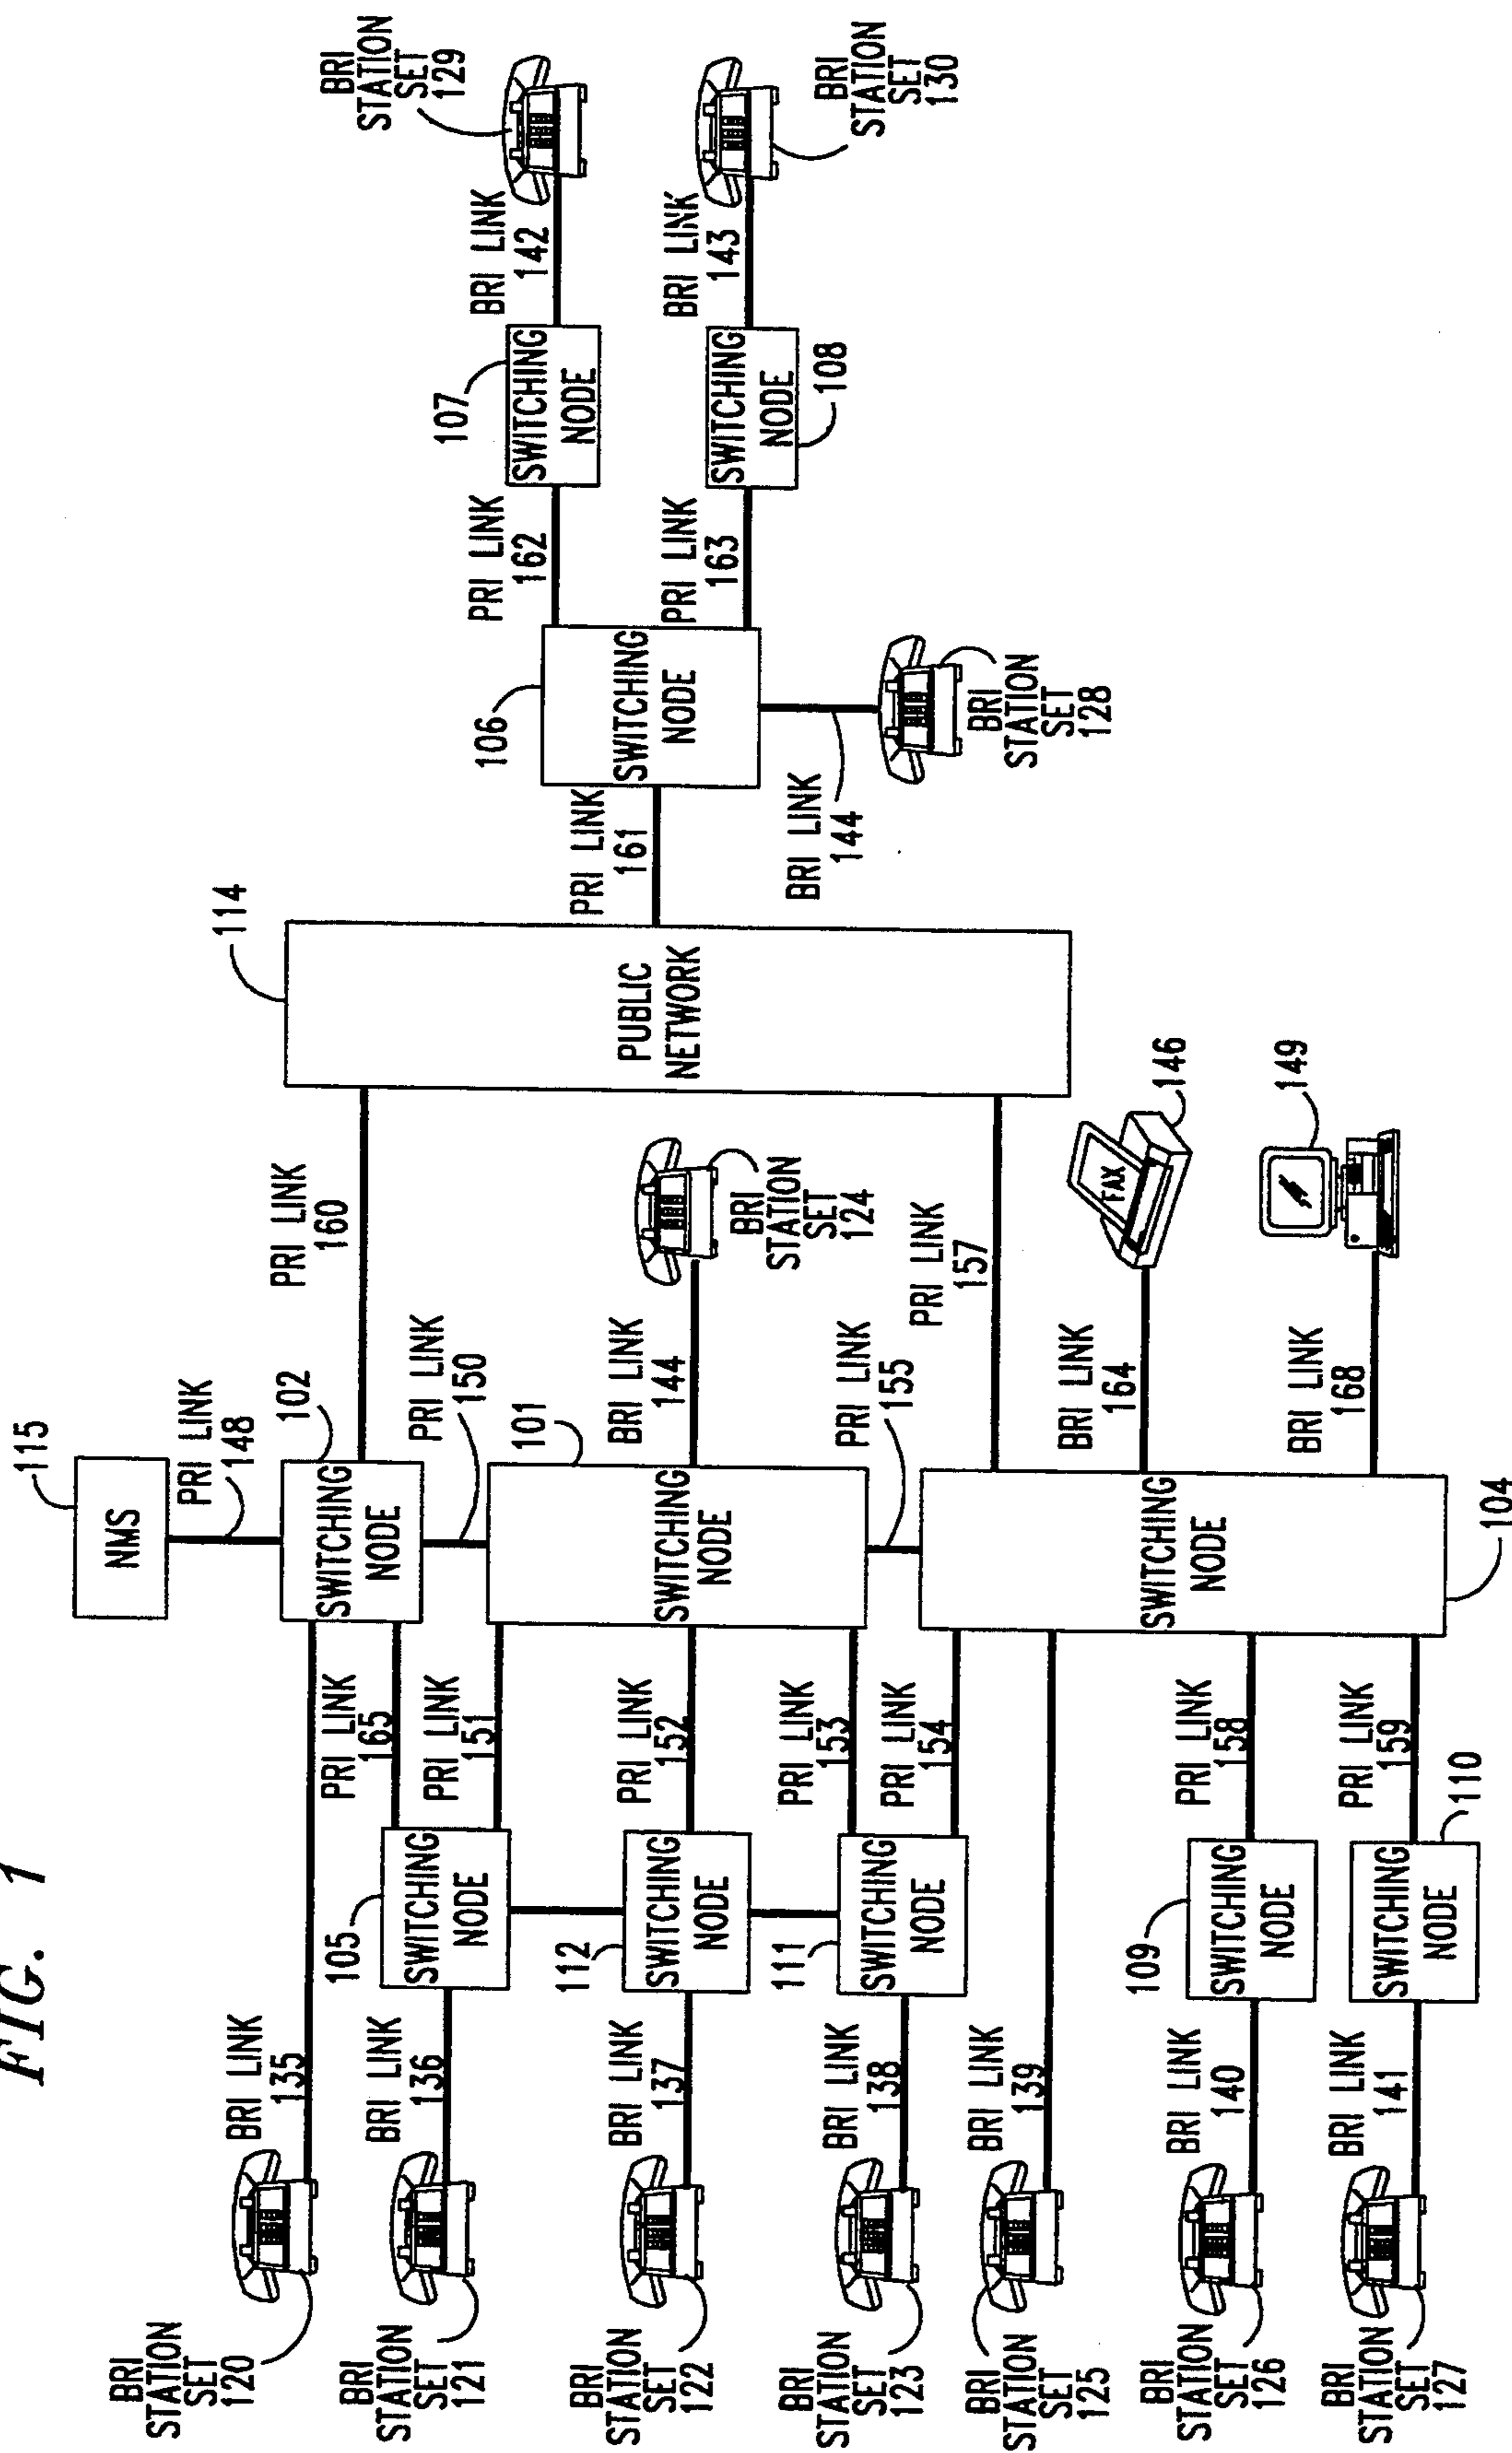 FIG. 1
115
NMS
PRI LINK
148
102
SWITCHING
NODE
PRI LINK
160
114
PUBLIC
NETWORK
BRI
STATION
SET
120
BRI LINK
135
PRI LINK
165
PRI LINK
150
BRI
STATION
SET
121
BRI LINK
136
105
SWITCHING
NODE
PRI LINK
151
101
SWITCHING
NODE
BRI LINK
144
BRI
STATION
SET
124
BRI
STATION
SET
122
BRI LINK
137
112
SWITCHING
NODE
PRI LINK
152
BRI
STATION
SET
123
BRI LINK
138
111
SWITCHING
NODE
PRI LINK
153
PRI LINK
154
PRI LINK
155
PRI LINK
157
BRI
STATION
SET
125
BRI LINK
139
SWITCHING
NODE
104
BRI LINK
164
FAX
146
BRI
STATION
SET
126
BRI LINK
140
109
SWITCHING
NODE
PRI LINK
158
BRI LINK
168
149
BRI
STATION
SET
127
BRI LINK
141
SWITCHING
NODE
110
PRI LINK
159
PRI LINK
161
106
SWITCHING
NODE
BRI LINK
144
BRI
STATION
SET
128
PRI LINK
162
107
SWITCHING
NODE
BRI LINK
142
BRI
STATION
SET
129
PRI LINK
163
SWITCHING
NODE
108
BRI LINK
143
BRI
STATION
SET
130